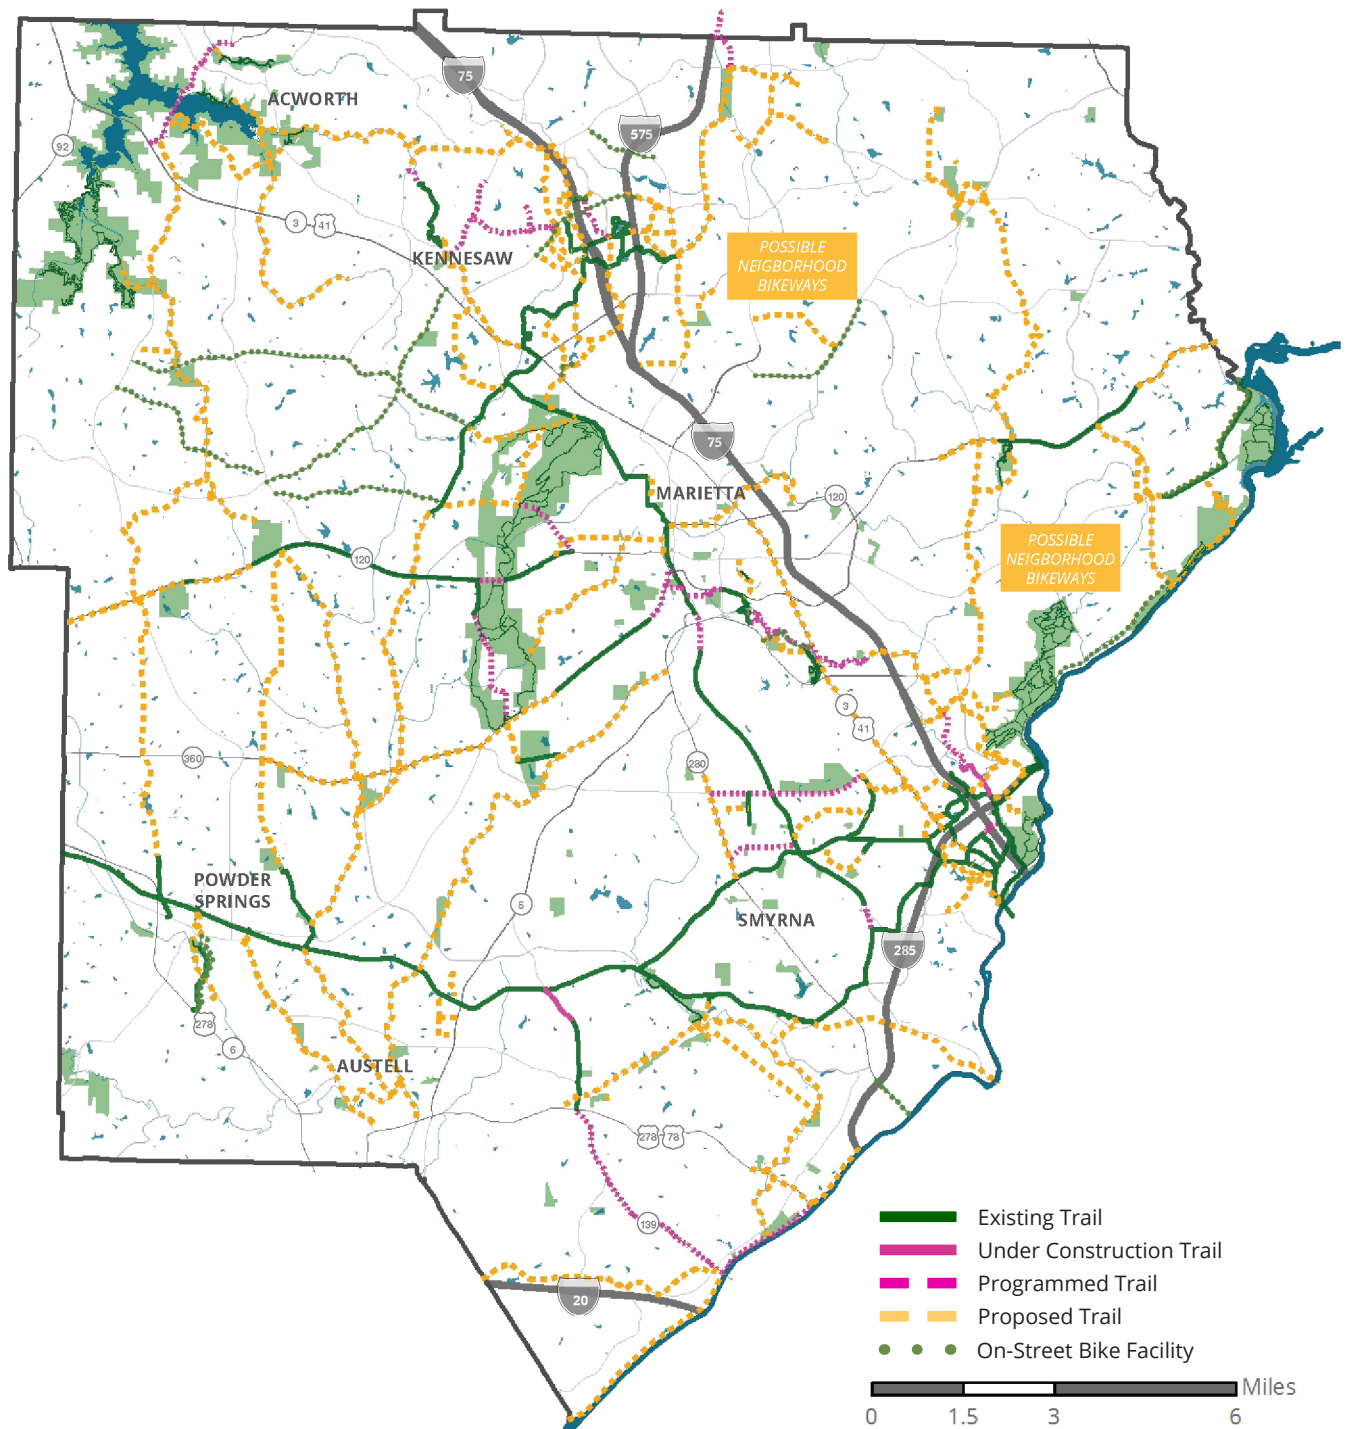 75
ACWORTH
575
92
3
41
KENNESAW
POSSIBLE
NEIGBORHOOD
BIKEWAYS
75
MARIETTA
120
POSSIBLE
NEIGBORHOOD
BIKEWAYS
120
3
41
360
280
POWDER
SPRINGS
5
SMYRNA
285
278
6
AUSTELL
278
78
139
20
Existing Trail
Under Construction Trail
Programmed Trail
Proposed Trail
On-Street Bike Facility
Miles
0 1.5 3 6